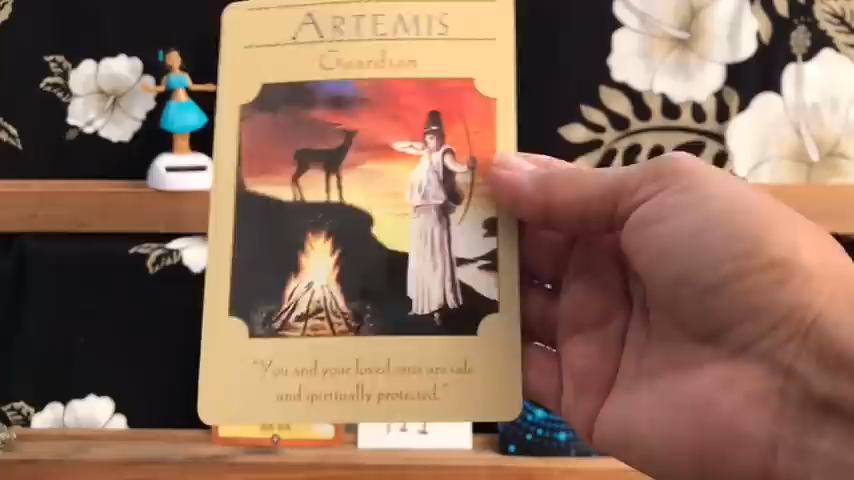 ARTEMIS
Guardian
"You and your loved ones are safe
and spiritually protected."